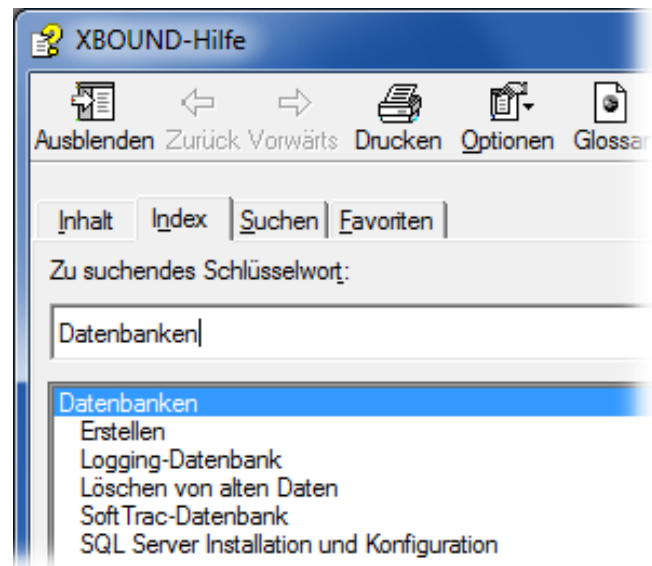 XBOUND-Hilfe
Ausblenden Zurück Vorwärts Drucken Optionen Glossar
Inhalt Index Suchen Favoriten
Zu suchendes Schlüsselwort:
Datenbanken
Datenbanken
Erstellen
Logging-Datenbank
Löschen von alten Daten
SoftTrac-Datenbank
SQL Server Installation und Konfiguration